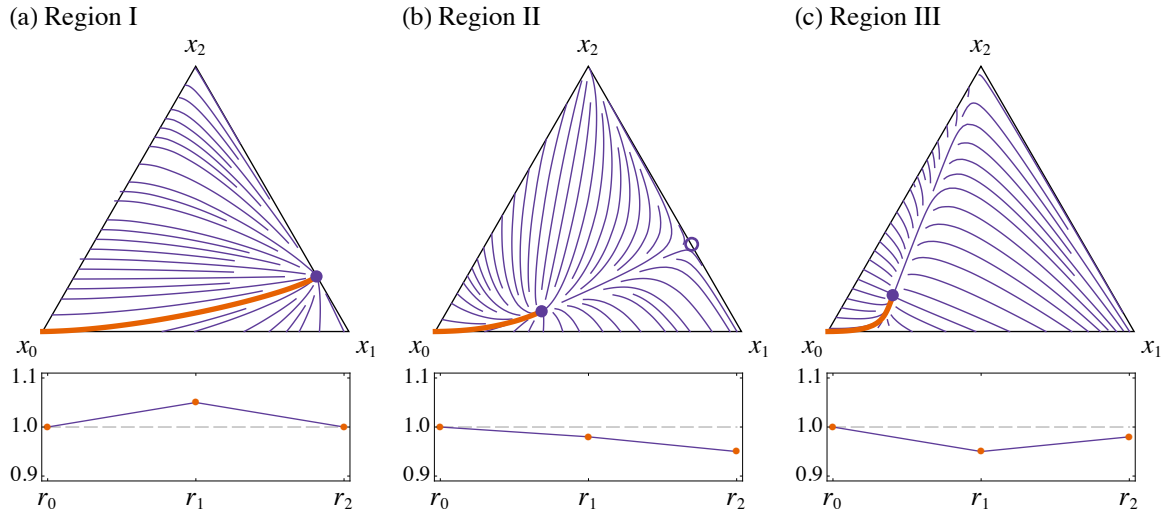 (a) Region I (b) Region II (c) Region III
x₂ x₂ x₂
x₀ x₁ x₀ x₁ x₀ x₁
1.1 1.1 1.1
1.0 1.0 1.0
0.9 0.9 0.9
r₀ r₁ r₂ r₀ r₁ r₂ r₀ r₁ r₂